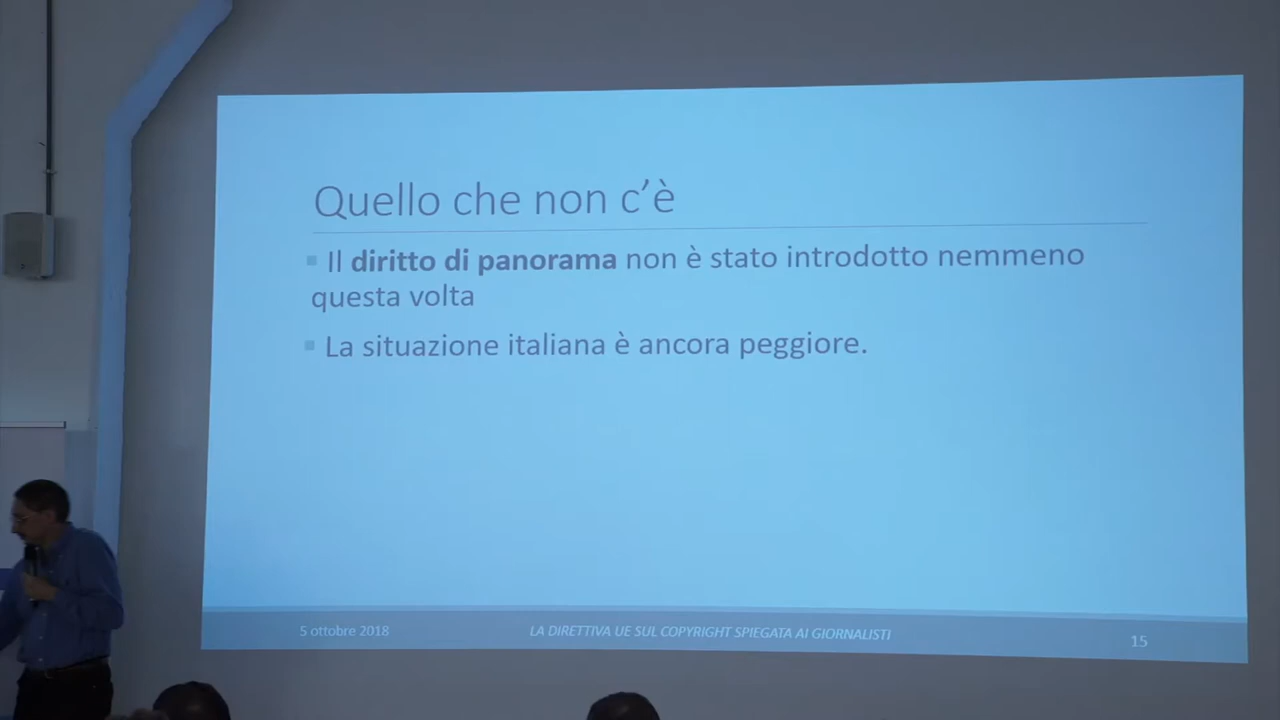 Quello che non c'è
Il diritto di panorama non è stato introdotto nemmeno
questa volta
La situazione italiana è ancora peggiore.
5 ottobre 2018
LA DIRETTIVA UE SUL COPYRIGHT SPIEGATA AI GIORNALISTI
15